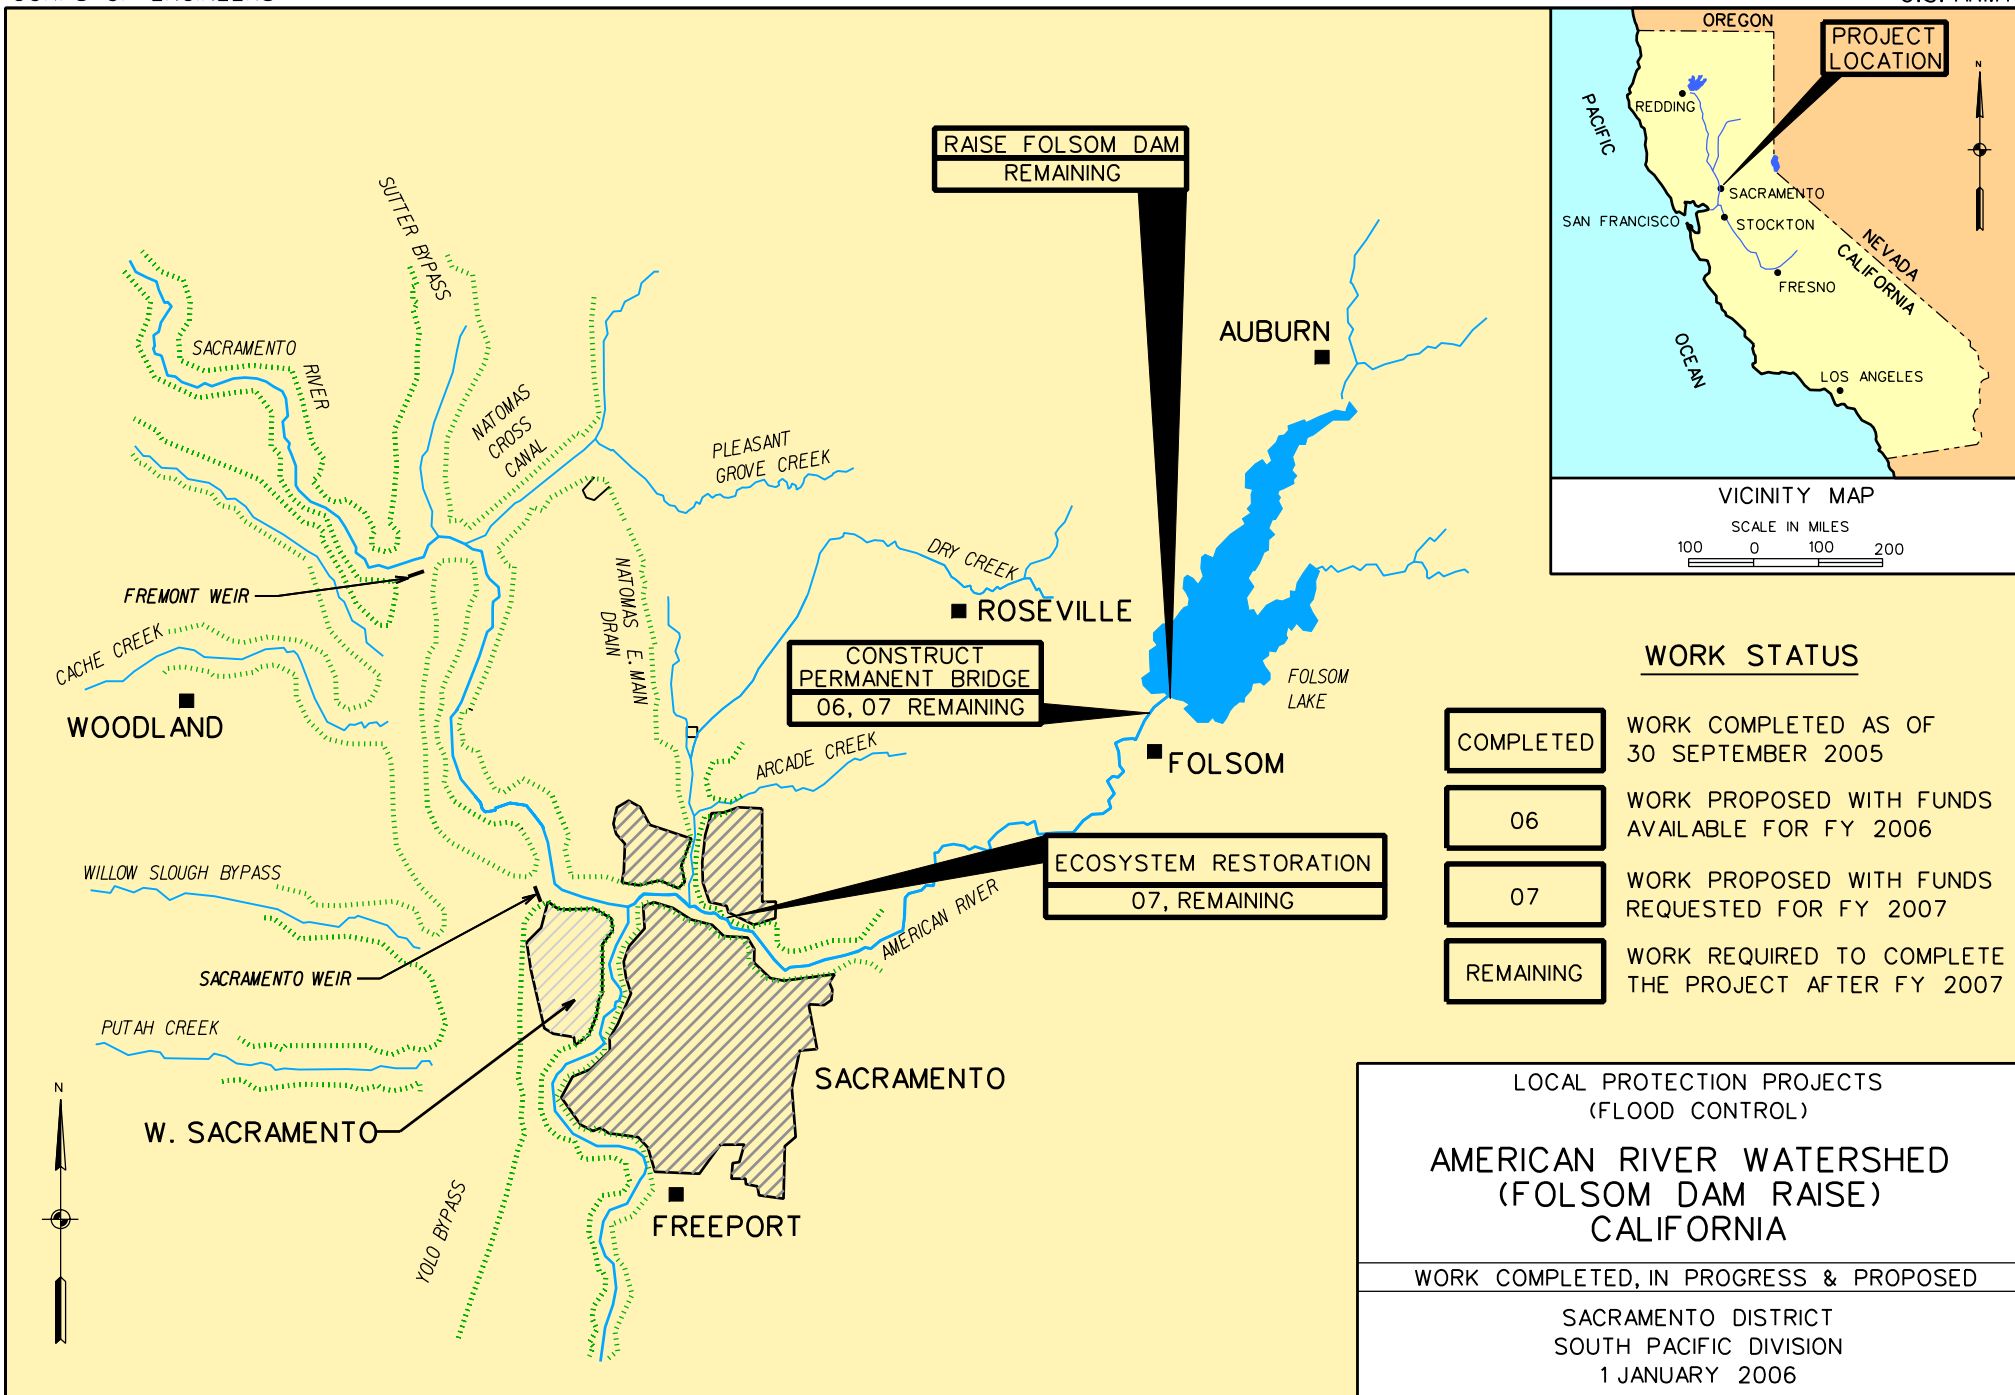 OREGON
PROJECT
LOCATION
N
REDDING
PACIFIC
SACRAMENTO
SAN FRANCISCO
STOCKTON
NEVADA
CALIFORNIA
FRESNO
OCEAN
LOS ANGELES
VICINITY MAP
SCALE IN MILES
100 0 100 200
RAISE FOLSOM DAM
REMAINING
SUTTER BYPASS
SACRAMENTO
RIVER
AUBURN
NATOMAS
CROSS
CANAL
PLEASANT
GROVE CREEK
DRY CREEK
NATOMAS E. MAIN
DRAIN
FREMONT WEIR
ROSEVILLE
CACHE CREEK
WOODLAND
CONSTRUCT
PERMANENT BRIDGE
06, 07 REMAINING
FOLSOM
LAKE
FOLSOM
ARCADE CREEK
WORK STATUS
COMPLETED
WORK COMPLETED AS OF
30 SEPTEMBER 2005
06
WORK PROPOSED WITH FUNDS
AVAILABLE FOR FY 2006
07
WORK PROPOSED WITH FUNDS
REQUESTED FOR FY 2007
REMAINING
WORK REQUIRED TO COMPLETE
THE PROJECT AFTER FY 2007
ECOSYSTEM RESTORATION
07, REMAINING
WILLOW SLOUGH BYPASS
AMERICAN RIVER
SACRAMENTO WEIR
PUTAH CREEK
SACRAMENTO
W. SACRAMENTO
N
YOLO BYPASS
FREEPORT
LOCAL PROTECTION PROJECTS
(FLOOD CONTROL)
AMERICAN RIVER WATERSHED
(FOLSOM DAM RAISE)
CALIFORNIA
WORK COMPLETED, IN PROGRESS & PROPOSED
SACRAMENTO DISTRICT
SOUTH PACIFIC DIVISION
1 JANUARY 2006